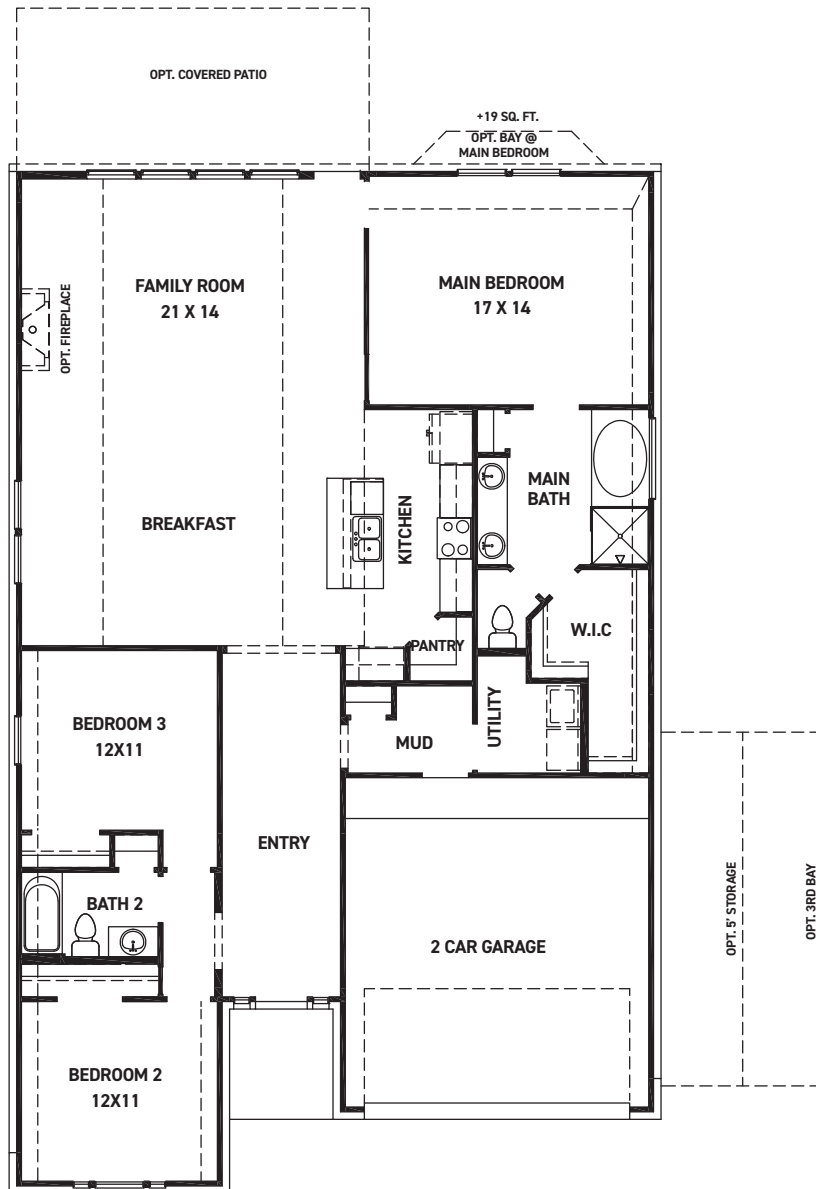 OPT. COVERED PATIO
+19 SQ. FT.
OPT. BAY @
MAIN BEDROOM
FAMILY ROOM
21 X 14
MAIN BEDROOM
17 X 14
OPT. FIREPLACE
MAIN
BATH
BREAKFAST
KITCHEN
W.I.C
PANTRY
UTILITY
BEDROOM 3
12X11
MUD
ENTRY
BATH 2
2 CAR GARAGE
OPT. 5' STORAGE
OPT. 3RD BAY
BEDROOM 2
12X11